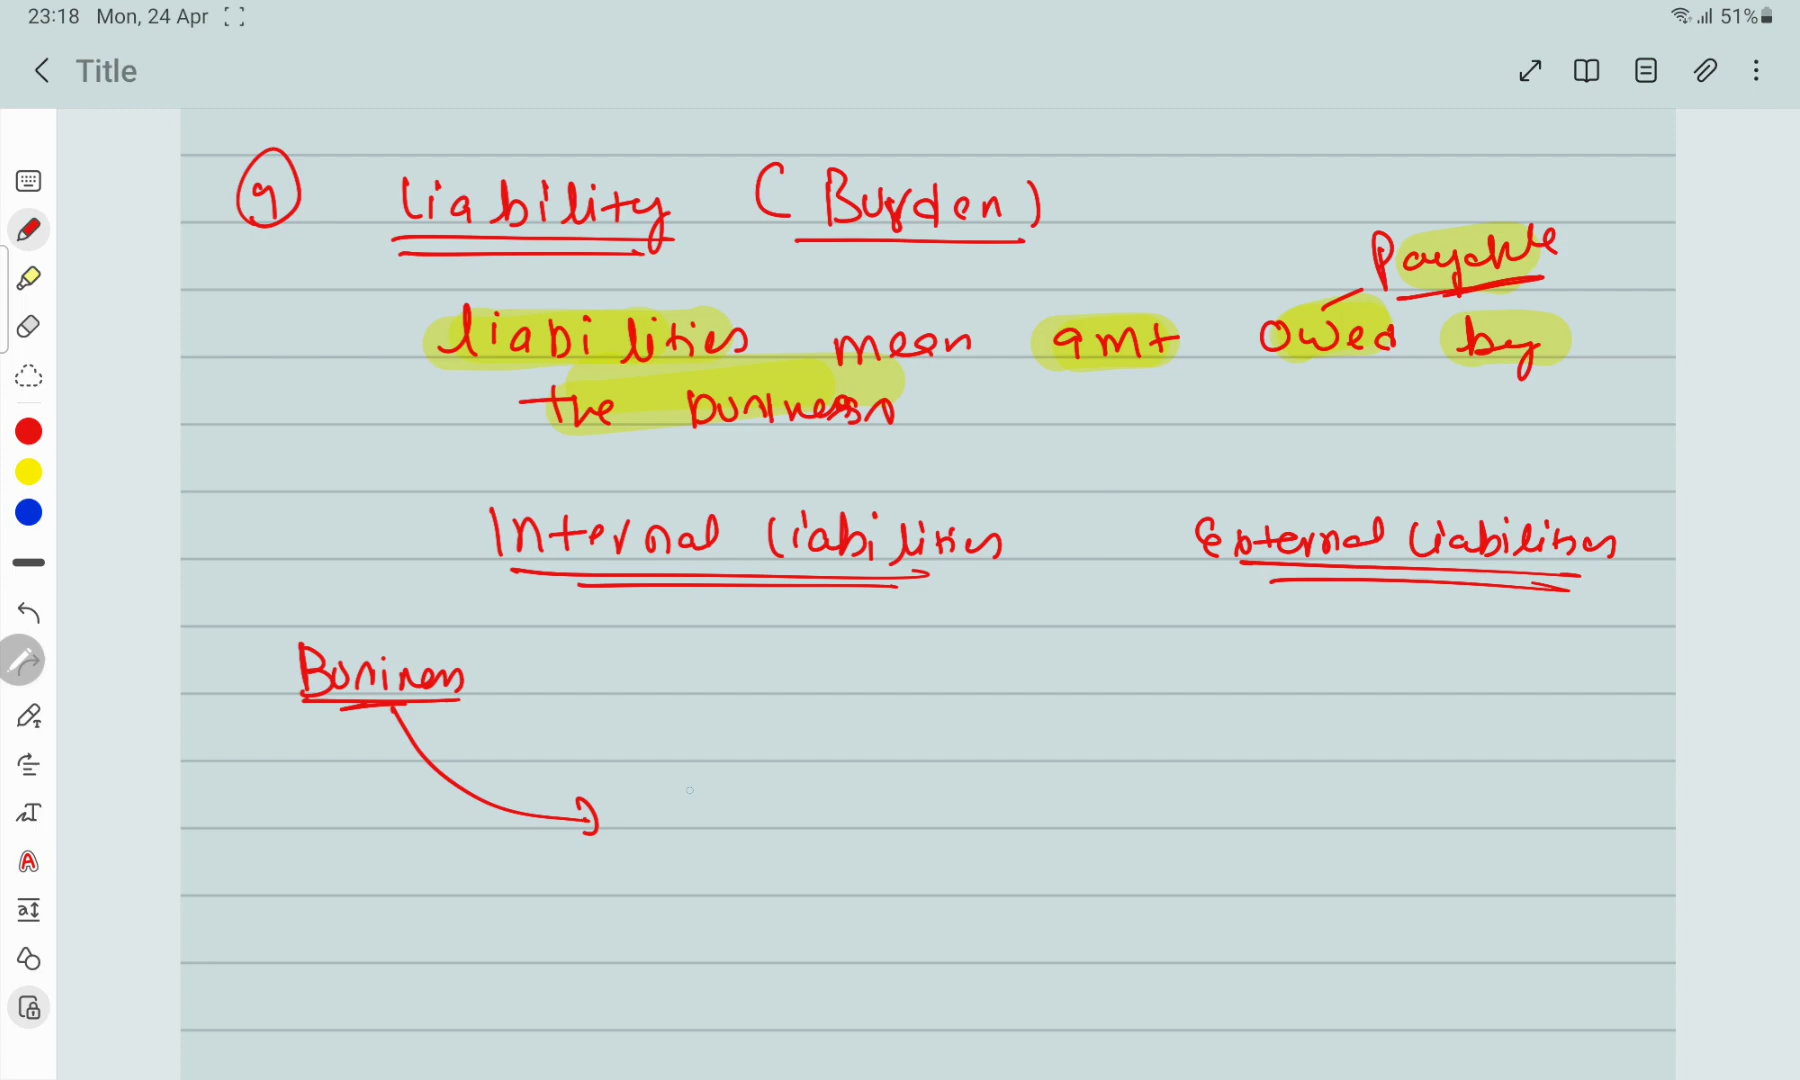 23:18 Mon, 24 Apr 51%
Title
9 Liability (Burden)
Payable
liabilities mean amt owed by
the business
Internal Liabilities External Liabilities
Business